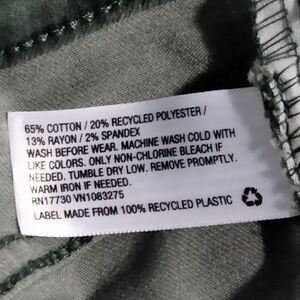 65% COTTON / 20% RECYCLED POLYESTER /
13% RAYON / 2% SPANDEX
WASH BEFORE WEAR. MACHINE WASH COLD WITH
LIKE COLORS. ONLY NON-CHLORINE BLEACH IF
NEEDED. TUMBLE DRY LOW. REMOVE PROMPTLY.
WARM IRON IF NEEDED.
RN17730 VN1083275
LABEL MADE FROM 100% RECYCLED PLASTIC